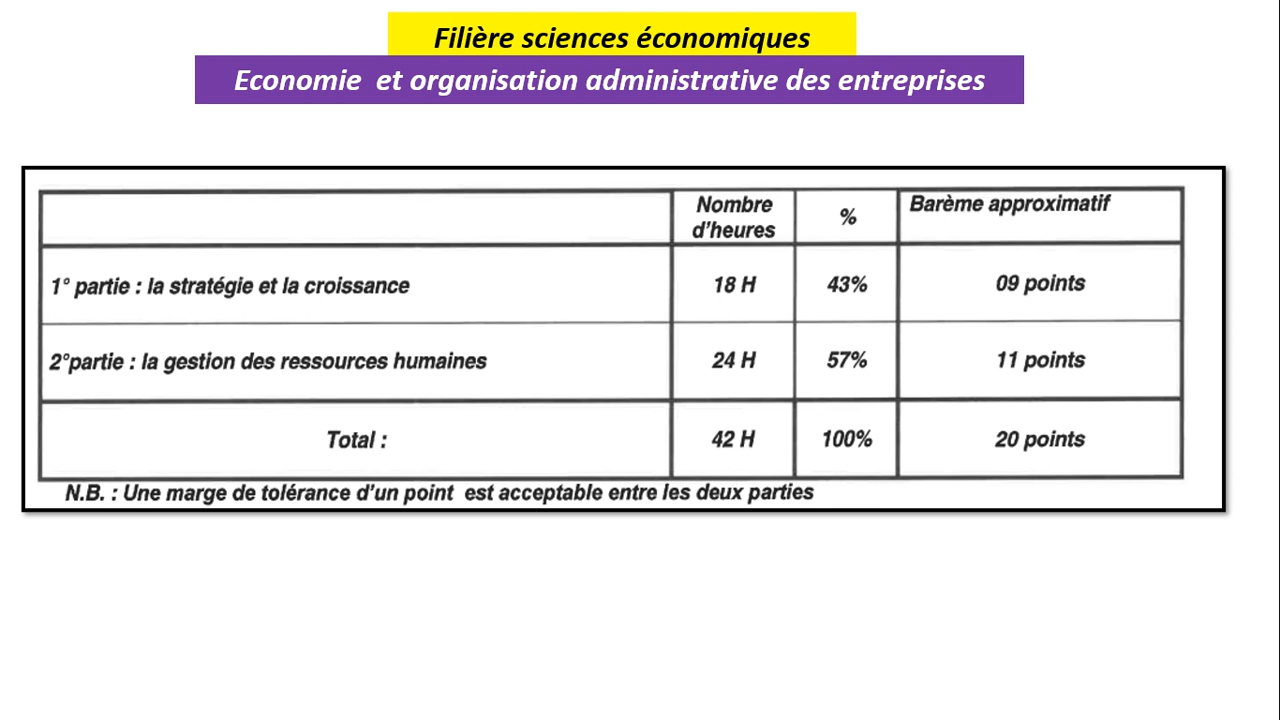 Filière sciences économiques
Economie et organisation administrative des entreprises
Nombre d'heures % Barème approximatif
1° partie : la stratégie et la croissance 18 H 43% 09 points
2°partie : la gestion des ressources humaines 24 H 57% 11 points
Total : 42 H 100% 20 points
N.B. : Une marge de tolérance d'un point est acceptable entre les deux parties